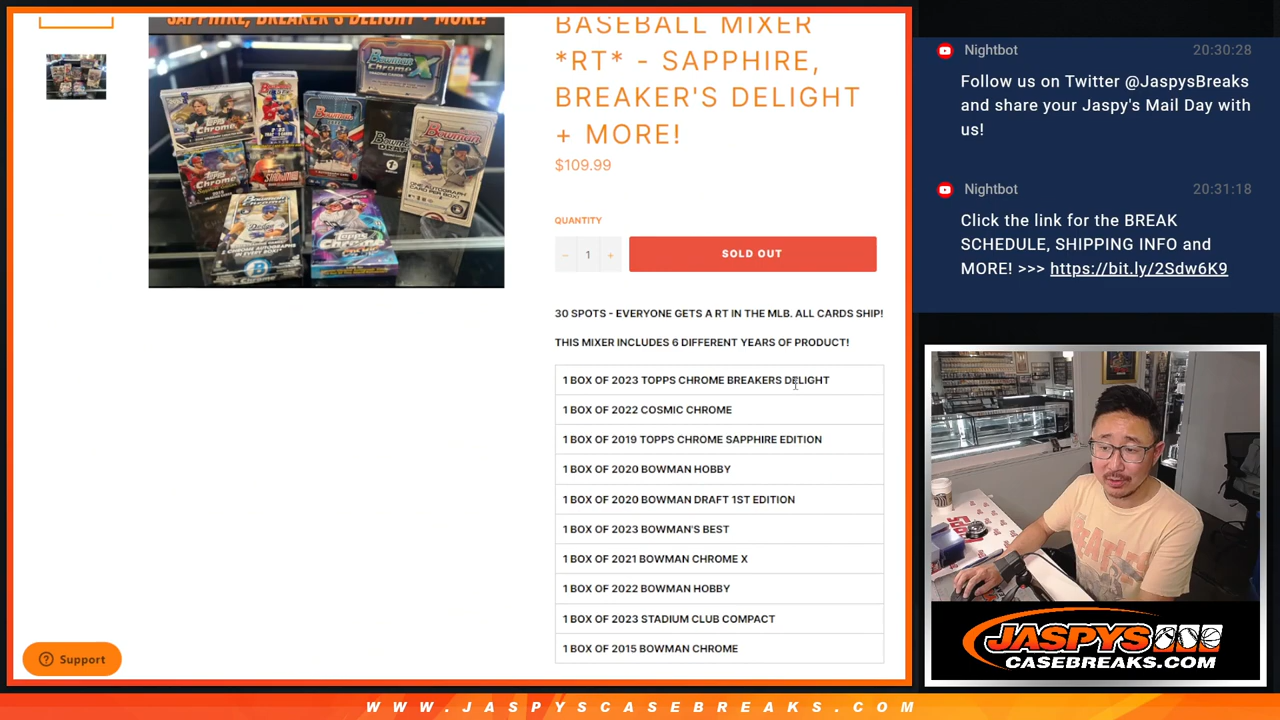 SAPPHIRE, BREAKER'S DELIGHT + MORE!
BASEBALL MIXER
*RT* - SAPPHIRE,
BREAKER'S DELIGHT
+ MORE!
$109.99
QUANTITY
− 1 +
SOLD OUT
30 SPOTS - EVERYONE GETS A RT IN THE MLB. ALL CARDS SHIP!
THIS MIXER INCLUDES 6 DIFFERENT YEARS OF PRODUCT!
1 BOX OF 2023 TOPPS CHROME BREAKERS DELIGHT
1 BOX OF 2022 COSMIC CHROME
1 BOX OF 2019 TOPPS CHROME SAPPHIRE EDITION
1 BOX OF 2020 BOWMAN HOBBY
1 BOX OF 2020 BOWMAN DRAFT 1ST EDITION
1 BOX OF 2023 BOWMAN'S BEST
1 BOX OF 2021 BOWMAN CHROME X
1 BOX OF 2022 BOWMAN HOBBY
1 BOX OF 2023 STADIUM CLUB COMPACT
1 BOX OF 2015 BOWMAN CHROME
Support
Nightbot 20:30:28
Follow us on Twitter @JaspysBreaks
and share your Jaspy's Mail Day with
us!
Nightbot 20:31:18
Click the link for the BREAK
SCHEDULE, SHIPPING INFO and
MORE! >>> https://bit.ly/2Sdw6K9
JASPYS
CASEBREAKS.COM
WWW.JASPYSCASEBREAKS.COM